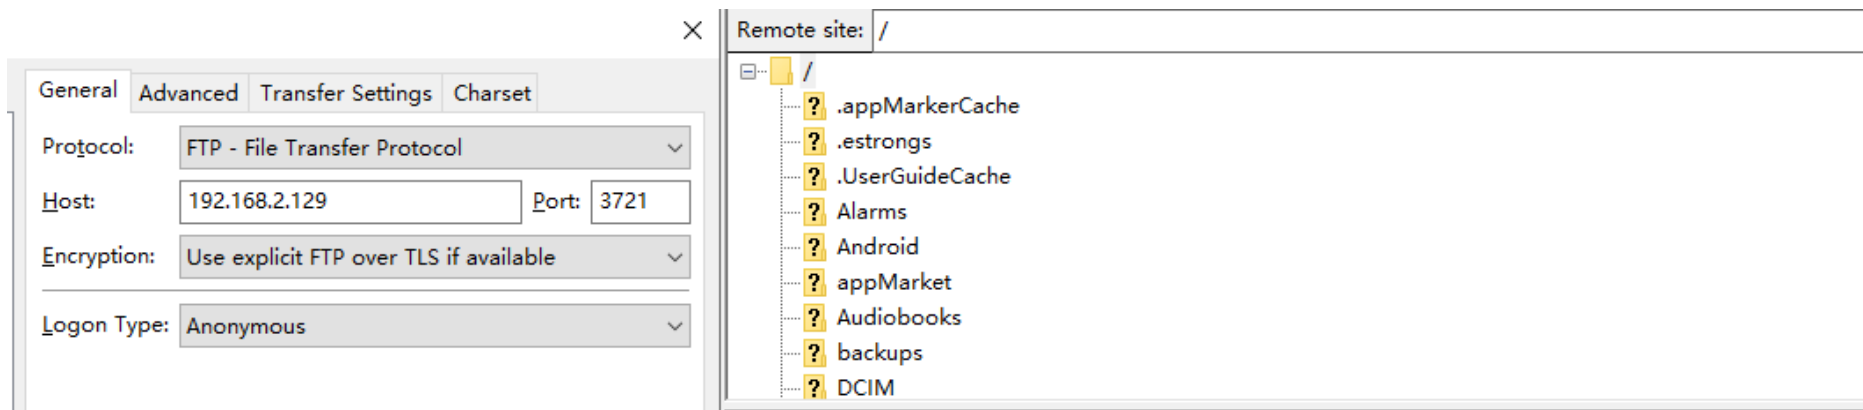 General Advanced Transfer Settings Charset
Protocol: FTP - File Transfer Protocol
Host: 192.168.2.129 Port: 3721
Encryption: Use explicit FTP over TLS if available
Logon Type: Anonymous
Remote site: /
/
.appMarkerCache
.estrongs
.UserGuideCache
Alarms
Android
appMarket
Audiobooks
backups
DCIM